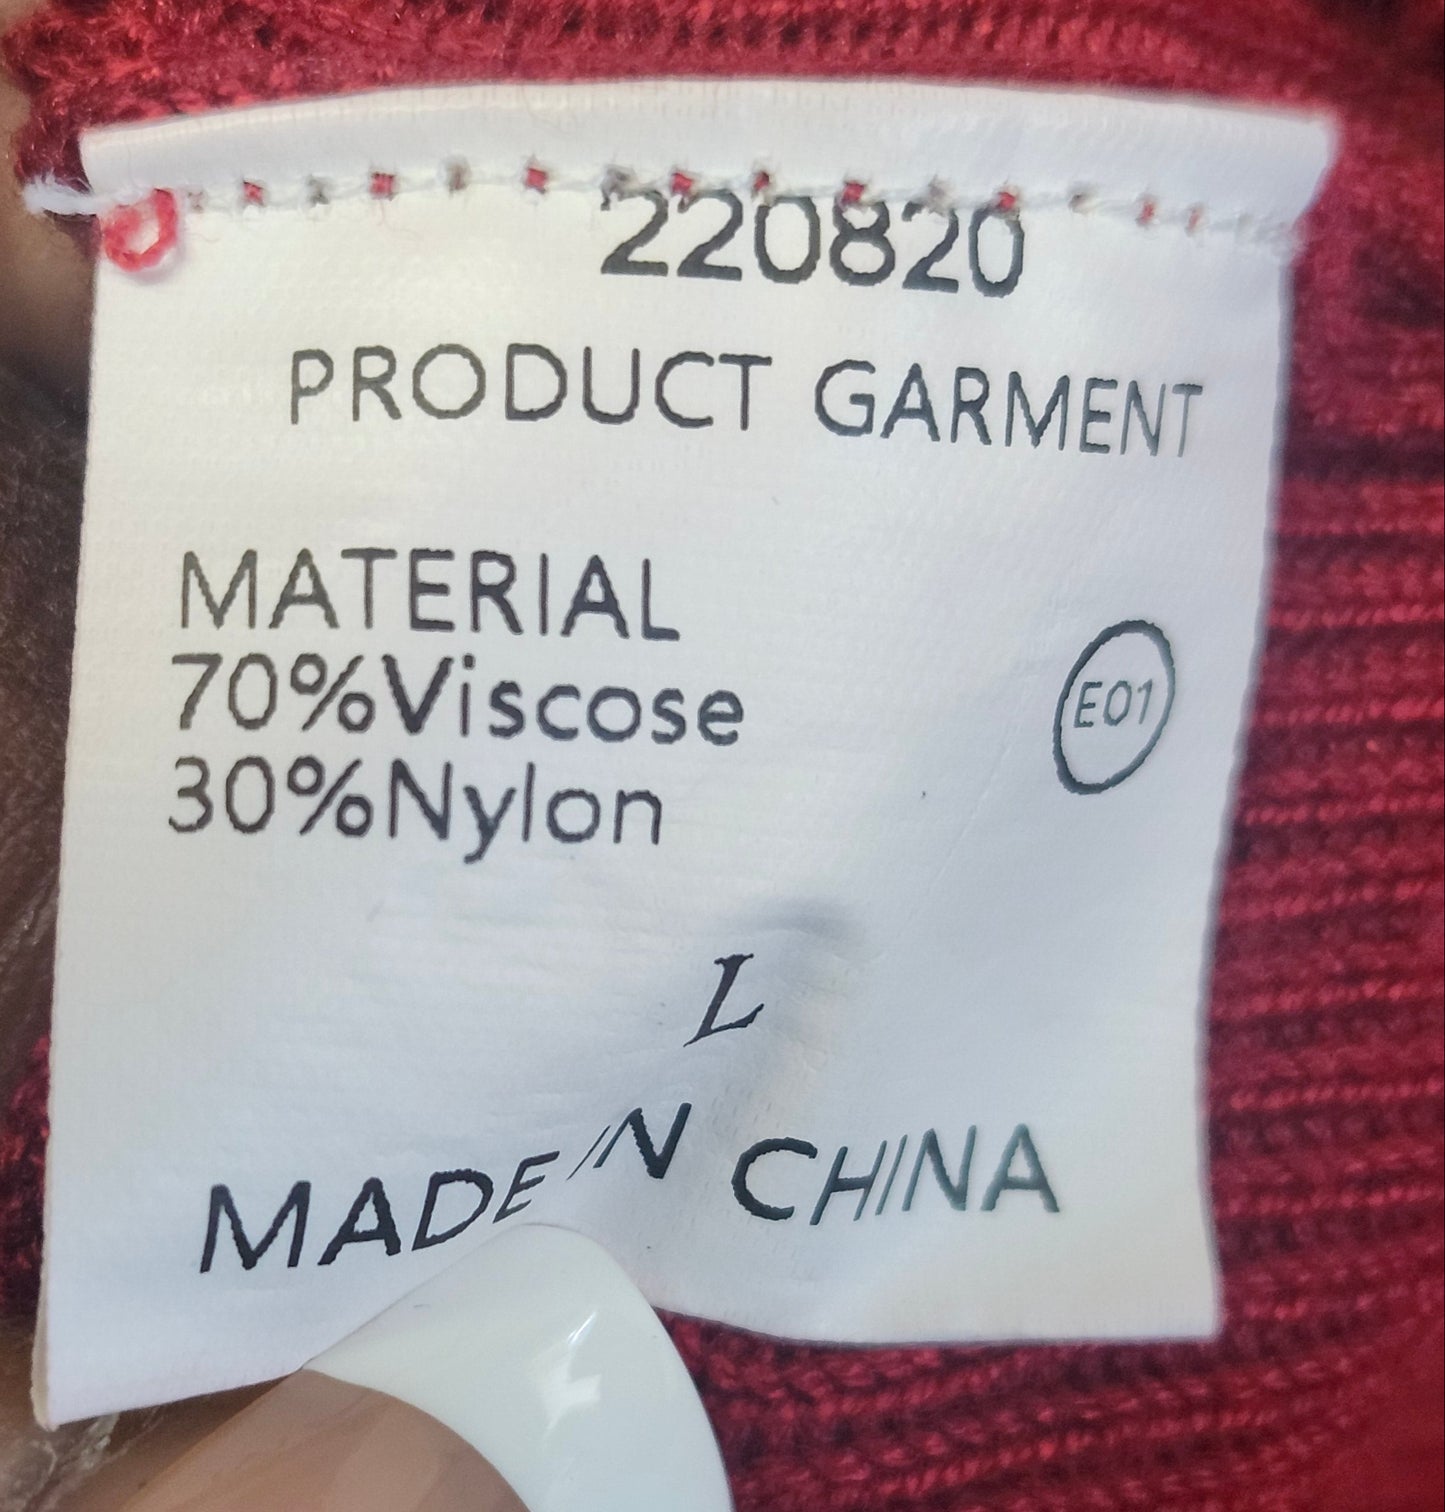 220820
PRODUCT GARMENT
MATERIAL
70%Viscose
30%Nylon
E01
L
MADE IN CHINA